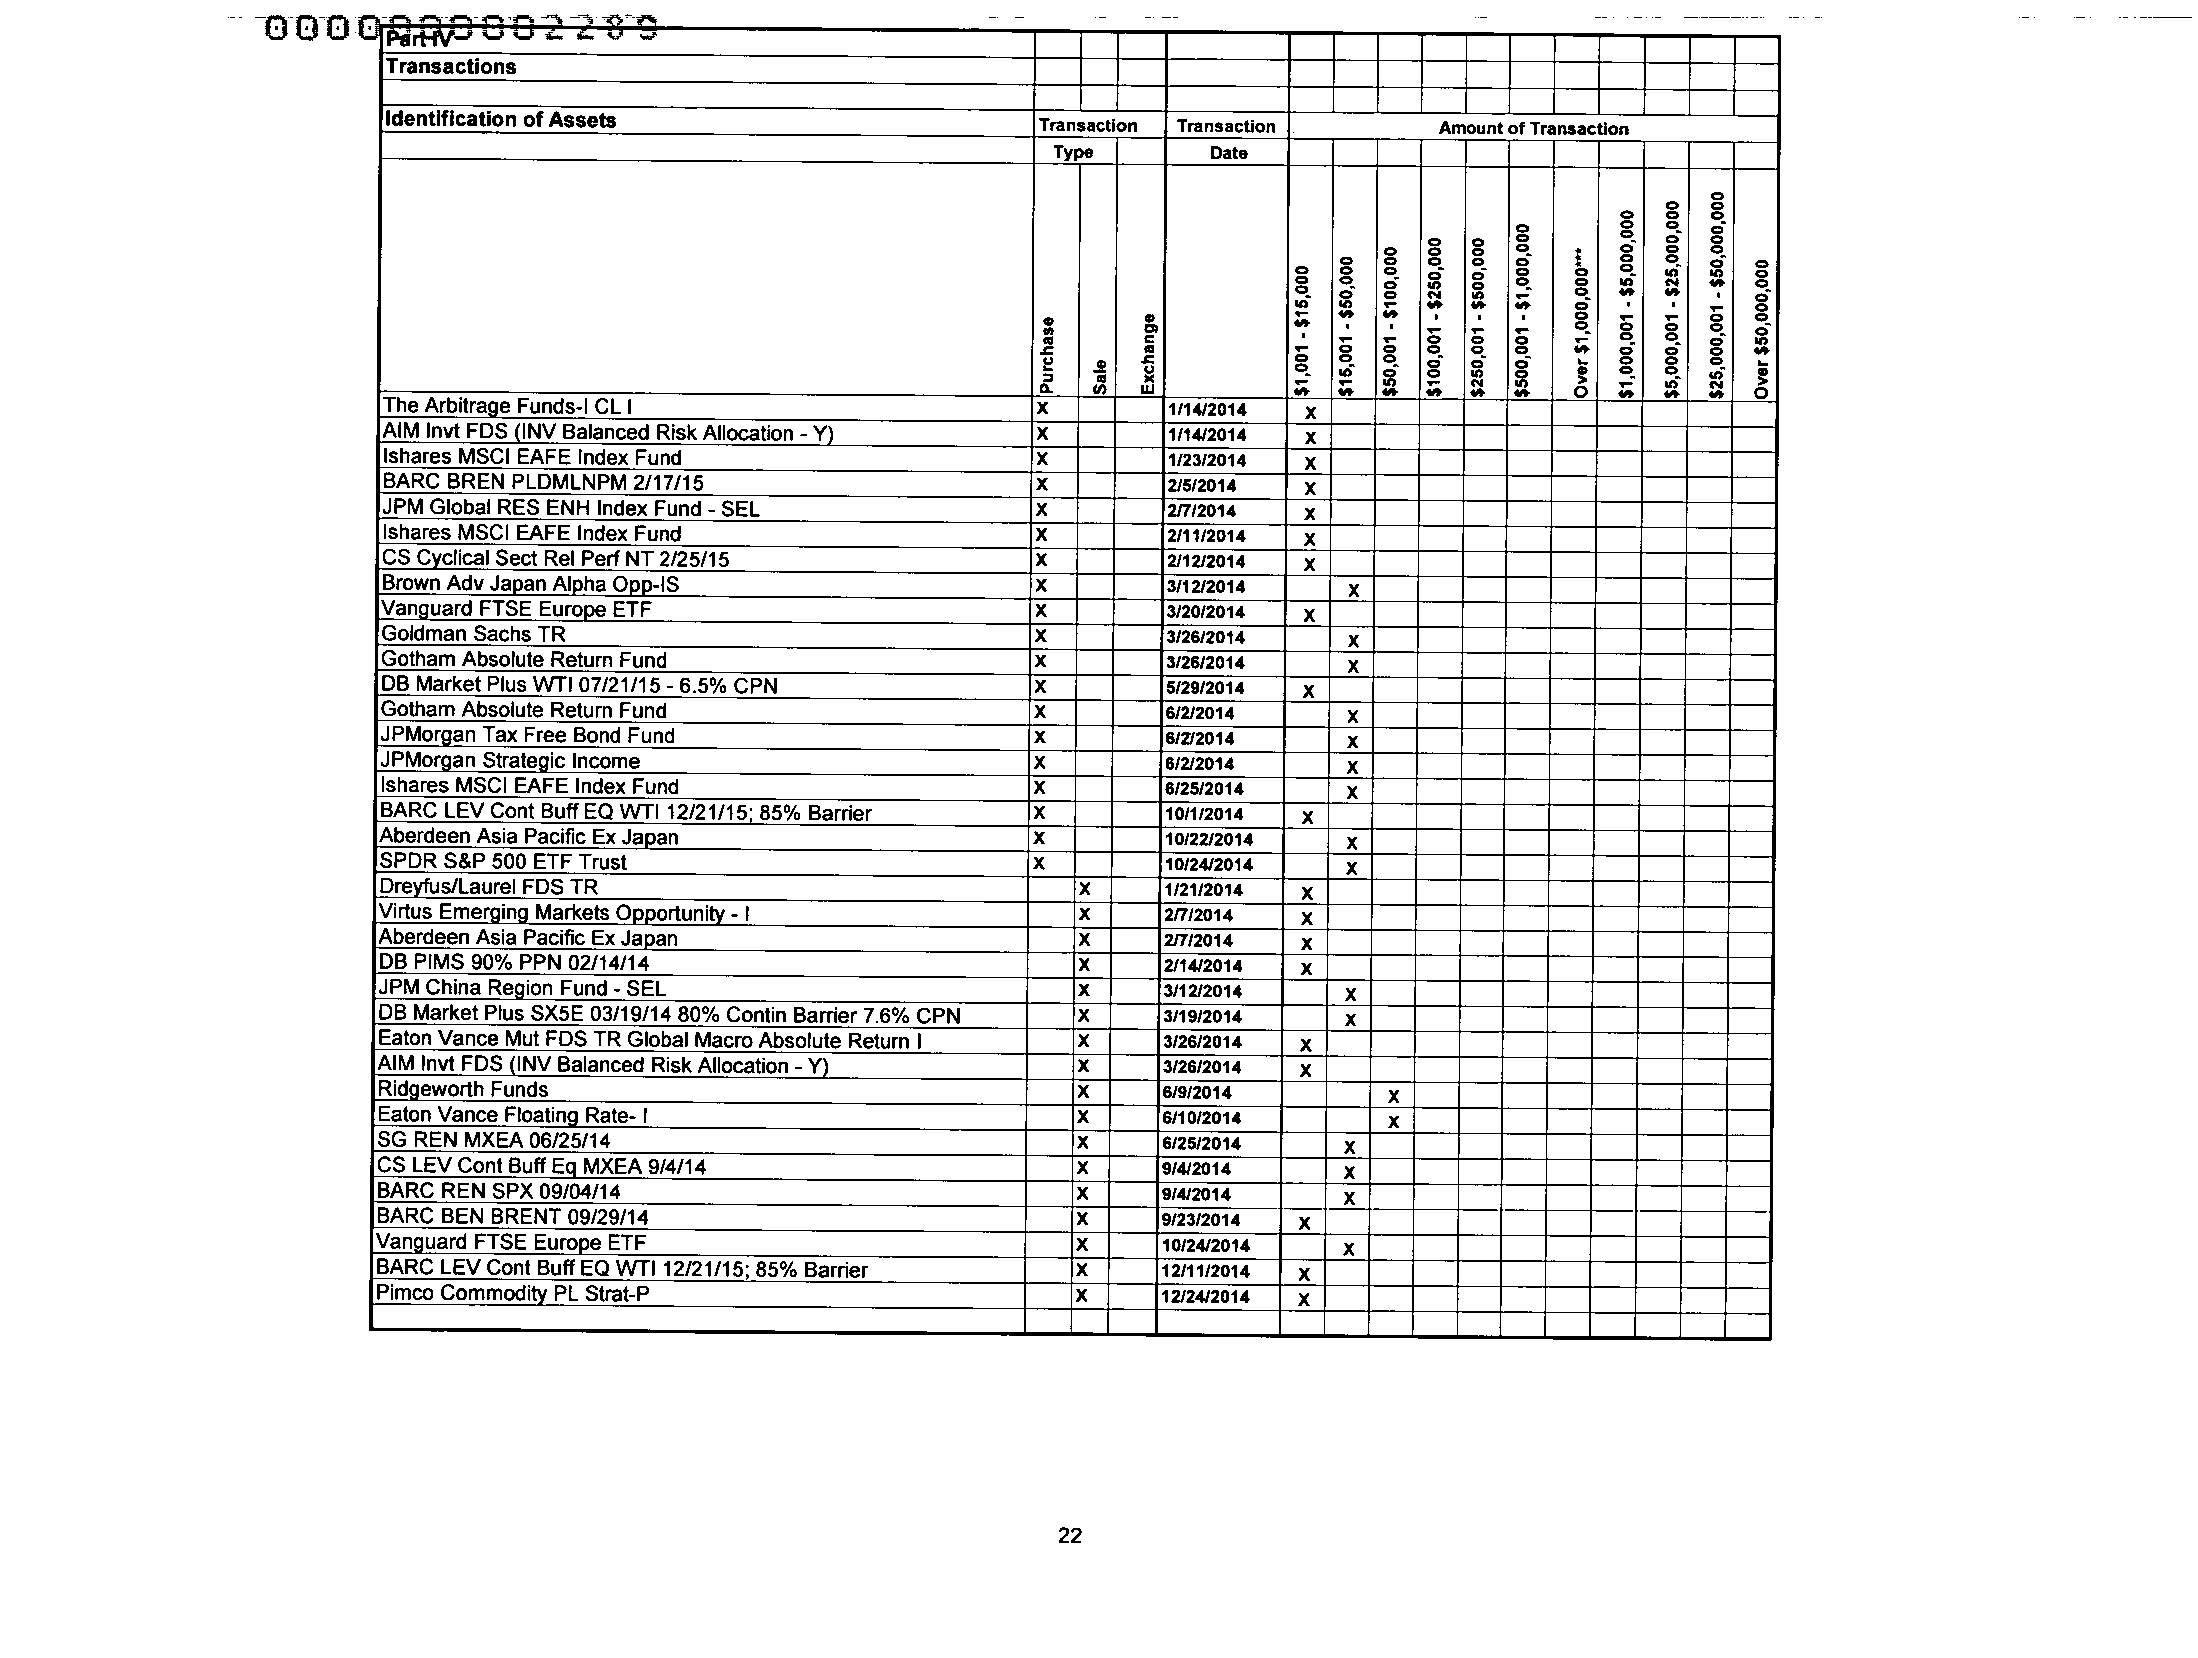 000000002289
Part IV
Transactions
Identification of Assets
Transaction Transaction Amount of Transaction
Type Date
Purchase Sale Exchange $1,001 - $15,000 $15,001 - $50,000 $50,001 - $100,000 $100,001 - $250,000 $250,001 - $500,000 $500,001 - $1,000,000 Over $1,000,000*** $1,000,001 - $5,000,000 $5,000,001 - $25,000,000 $25,000,001 - $50,000,000 Over $50,000,000
The Arbitrage Funds-I CL I X 1/14/2014 X
AIM Invt FDS (INV Balanced Risk Allocation - Y) X 1/14/2014 X
Ishares MSCI EAFE Index Fund X 1/23/2014 X
BARC BREN PLDMLNPM 2/17/15 X 2/5/2014 X
JPM Global RES ENH Index Fund - SEL X 2/7/2014 X
Ishares MSCI EAFE Index Fund X 2/11/2014 X
CS Cyclical Sect Rel Perf NT 2/25/15 X 2/12/2014 X
Brown Adv Japan Alpha Opp-IS X 3/12/2014 X
Vanguard FTSE Europe ETF X 3/20/2014 X
Goldman Sachs TR X 3/26/2014 X
Gotham Absolute Return Fund X 3/26/2014 X
DB Market Plus WTI 07/21/15 - 6.5% CPN X 5/29/2014 X
Gotham Absolute Return Fund X 6/2/2014 X
JPMorgan Tax Free Bond Fund X 6/2/2014 X
JPMorgan Strategic Income X 6/2/2014 X
Ishares MSCI EAFE Index Fund X 6/25/2014 X
BARC LEV Cont Buff EQ WTI 12/21/15; 85% Barrier X 10/1/2014 X
Aberdeen Asia Pacific Ex Japan X 10/22/2014 X
SPDR S&P 500 ETF Trust X 10/24/2014 X
Dreyfus/Laurel FDS TR X 1/21/2014 X
Virtus Emerging Markets Opportunity - I X 2/7/2014 X
Aberdeen Asia Pacific Ex Japan X 2/7/2014 X
DB PIMS 90% PPN 02/14/14 X 2/14/2014 X
JPM China Region Fund - SEL X 3/12/2014 X
DB Market Plus SX5E 03/19/14 80% Contin Barrier 7.6% CPN X 3/19/2014 X
Eaton Vance Mut FDS TR Global Macro Absolute Return I X 3/26/2014 X
AIM Invt FDS (INV Balanced Risk Allocation - Y) X 3/26/2014 X
Ridgeworth Funds X 6/9/2014 X
Eaton Vance Floating Rate- I X 6/10/2014 X
SG REN MXEA 06/25/14 X 6/25/2014 X
CS LEV Cont Buff Eq MXEA 9/4/14 X 9/4/2014 X
BARC REN SPX 09/04/14 X 9/4/2014 X
BARC BEN BRENT 09/29/14 X 9/23/2014 X
Vanguard FTSE Europe ETF X 10/24/2014 X
BARC LEV Cont Buff EQ WTI 12/21/15; 85% Barrier X 12/11/2014 X
Pimco Commodity PL Strat-P X 12/24/2014 X
22